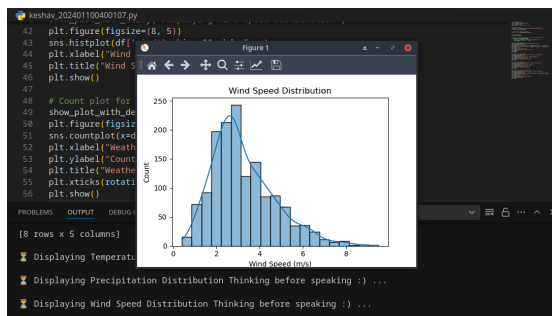 keshav_202401100400107.py
42 plt.figure(figsize=(8, 5))
43 sns.histplot(df[
44 plt.xlabel("Wind
45 plt.title("Wind S
46 plt.show()
47
48 # Count plot for
49 show_plot_with_de
50 plt.figure(figsiz
51 sns.countplot(x=d
52 plt.xlabel("Weath
53 plt.ylabel("Count
54 plt.title("Weathe
55 plt.xticks(rotati
56 plt.show()
Figure 1
Wind Speed Distribution
Count
250
200
150
100
50
0
0 2 4 6 8
Wind Speed (m/s)
PROBLEMS OUTPUT DEBUG
[8 rows x 5 columns]
⏳ Displaying Temperatu
⏳ Displaying Precipitation Distribution Thinking before speaking :) ...
⏳ Displaying Wind Speed Distribution Thinking before speaking :) ...